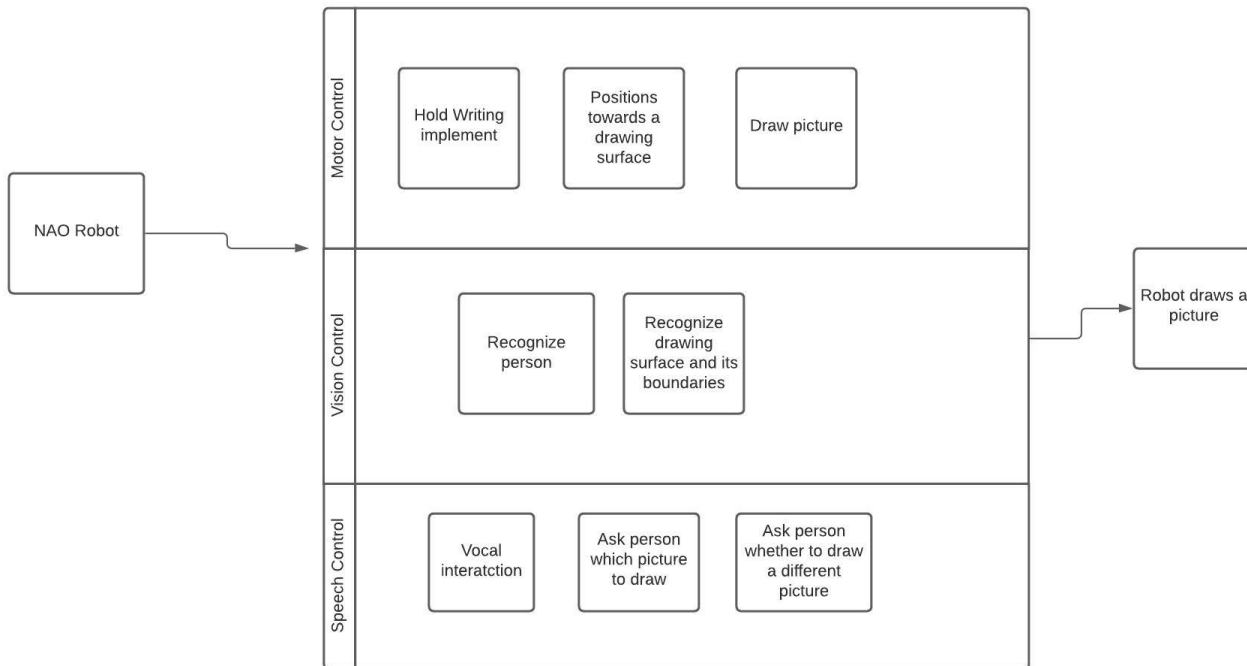 NAO Robot
Motor Control
Hold Writing
implement
Positions
towards a
drawing
surface
Draw picture
Vision Control
Recognize
person
Recognize
drawing
surface and its
boundaries
Speech Control
Vocal
interatction
Ask person
which picture
to draw
Ask person
whether to draw
a different
picture
Robot draws a
picture